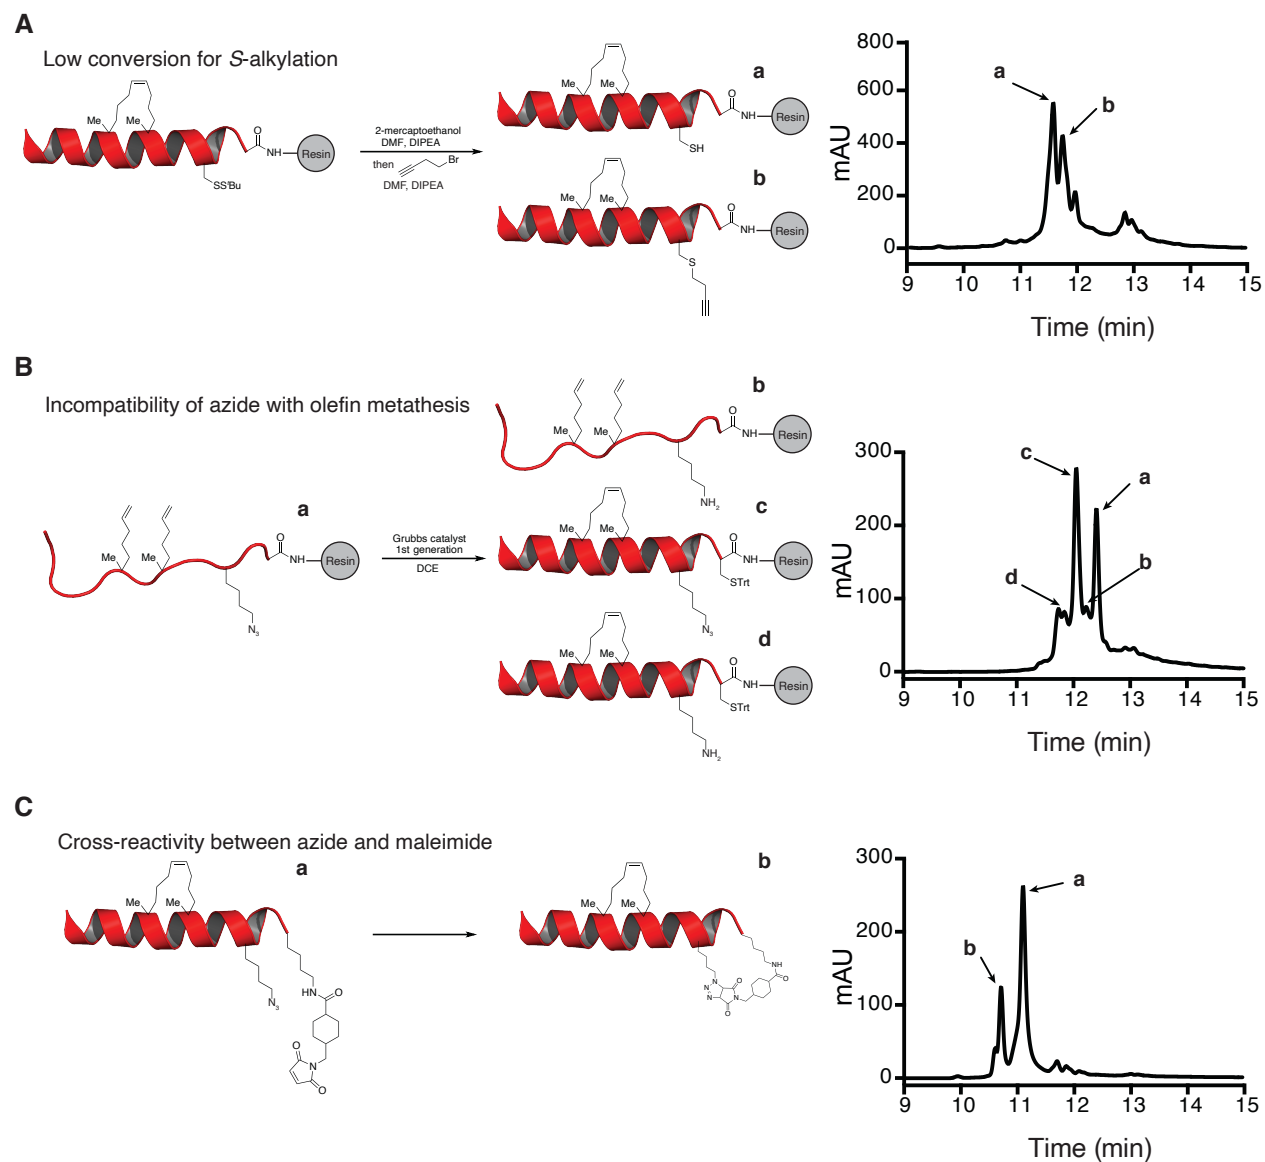 A
Low conversion for S-alkylation
Me
Me
O
NH
Resin
SStBu
2-mercaptoethanol
DMF, DIPEA
then
Br
DMF, DIPEA
a
Me
Me
O
NH
Resin
SH
b
Me
Me
O
NH
Resin
S
800
600
400
200
0
mAU
a
b
9 10 11 12 13 14 15
Time (min)
B
Incompatibility of azide with olefin metathesis
a
Me
Me
O
NH
Resin
N3
Grubbs catalyst
1st generation
DCE
b
Me
Me
O
NH
Resin
NH2
c
Me
Me
O
NH
Resin
STrt
N3
d
Me
Me
O
NH
Resin
STrt
NH2
300
200
100
0
mAU
c
a
d
b
9 10 11 12 13 14 15
Time (min)
C
Cross-reactivity between azide and maleimide
a
Me
Me
N3
HN
O
O
N
O
b
Me
Me
NH
O
N
N
N
O
N
O
300
200
100
0
mAU
a
b
9 10 11 12 13 14 15
Time (min)